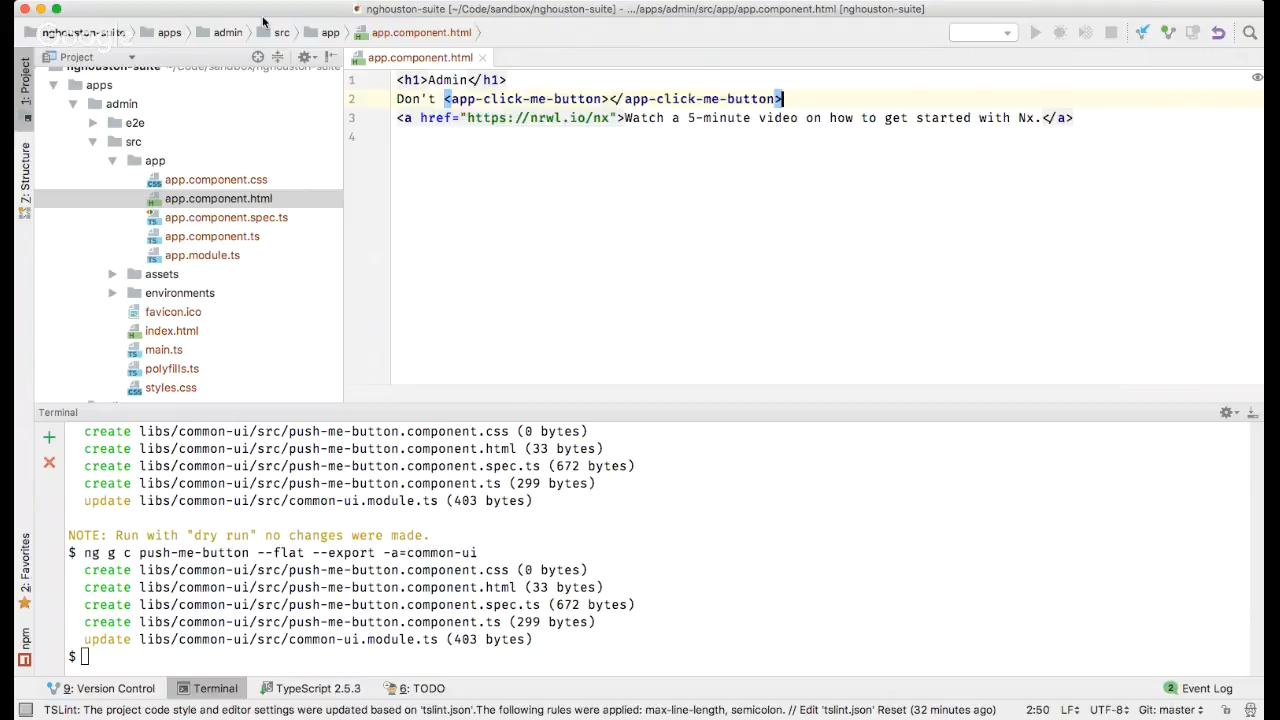 nghouston-suite [~/Code/sandbox/nghouston-suite] - .../apps/admin/src/app/app.component.html [nghouston-suite]
nghouston-suite apps admin src app app.component.html
Google
Project
app.component.html
1: Project
Z: Structure
2: Favorites
npm
nghouston-suite ~/Code/sandbox/nghouston-suite
apps
admin
e2e
src
app
app.component.css
app.component.html
app.component.spec.ts
app.component.ts
app.module.ts
assets
environments
favicon.ico
index.html
main.ts
polyfills.ts
styles.css
1 <h1>Admin</h1>
2 Don't <app-click-me-button></app-click-me-button>
3 <a href="https://nrwl.io/nx">Watch a 5-minute video on how to get started with Nx.</a>
4
Terminal
create libs/common-ui/src/push-me-button.component.css (0 bytes)
create libs/common-ui/src/push-me-button.component.html (33 bytes)
create libs/common-ui/src/push-me-button.component.spec.ts (672 bytes)
create libs/common-ui/src/push-me-button.component.ts (299 bytes)
update libs/common-ui/src/common-ui.module.ts (403 bytes)
NOTE: Run with "dry run" no changes were made.
$ ng g c push-me-button --flat --export -a=common-ui
create libs/common-ui/src/push-me-button.component.css (0 bytes)
create libs/common-ui/src/push-me-button.component.html (33 bytes)
create libs/common-ui/src/push-me-button.component.spec.ts (672 bytes)
create libs/common-ui/src/push-me-button.component.ts (299 bytes)
update libs/common-ui/src/common-ui.module.ts (403 bytes)
$
9: Version Control Terminal TypeScript 2.5.3 6: TODO 2 Event Log
TSLint: The project code style and editor settings were updated based on 'tslint.json'.The following rules were applied: max-line-length, semicolon. // Edit 'tslint.json' Reset (32 minutes ago) 2:50 LF UTF-8 Git: master